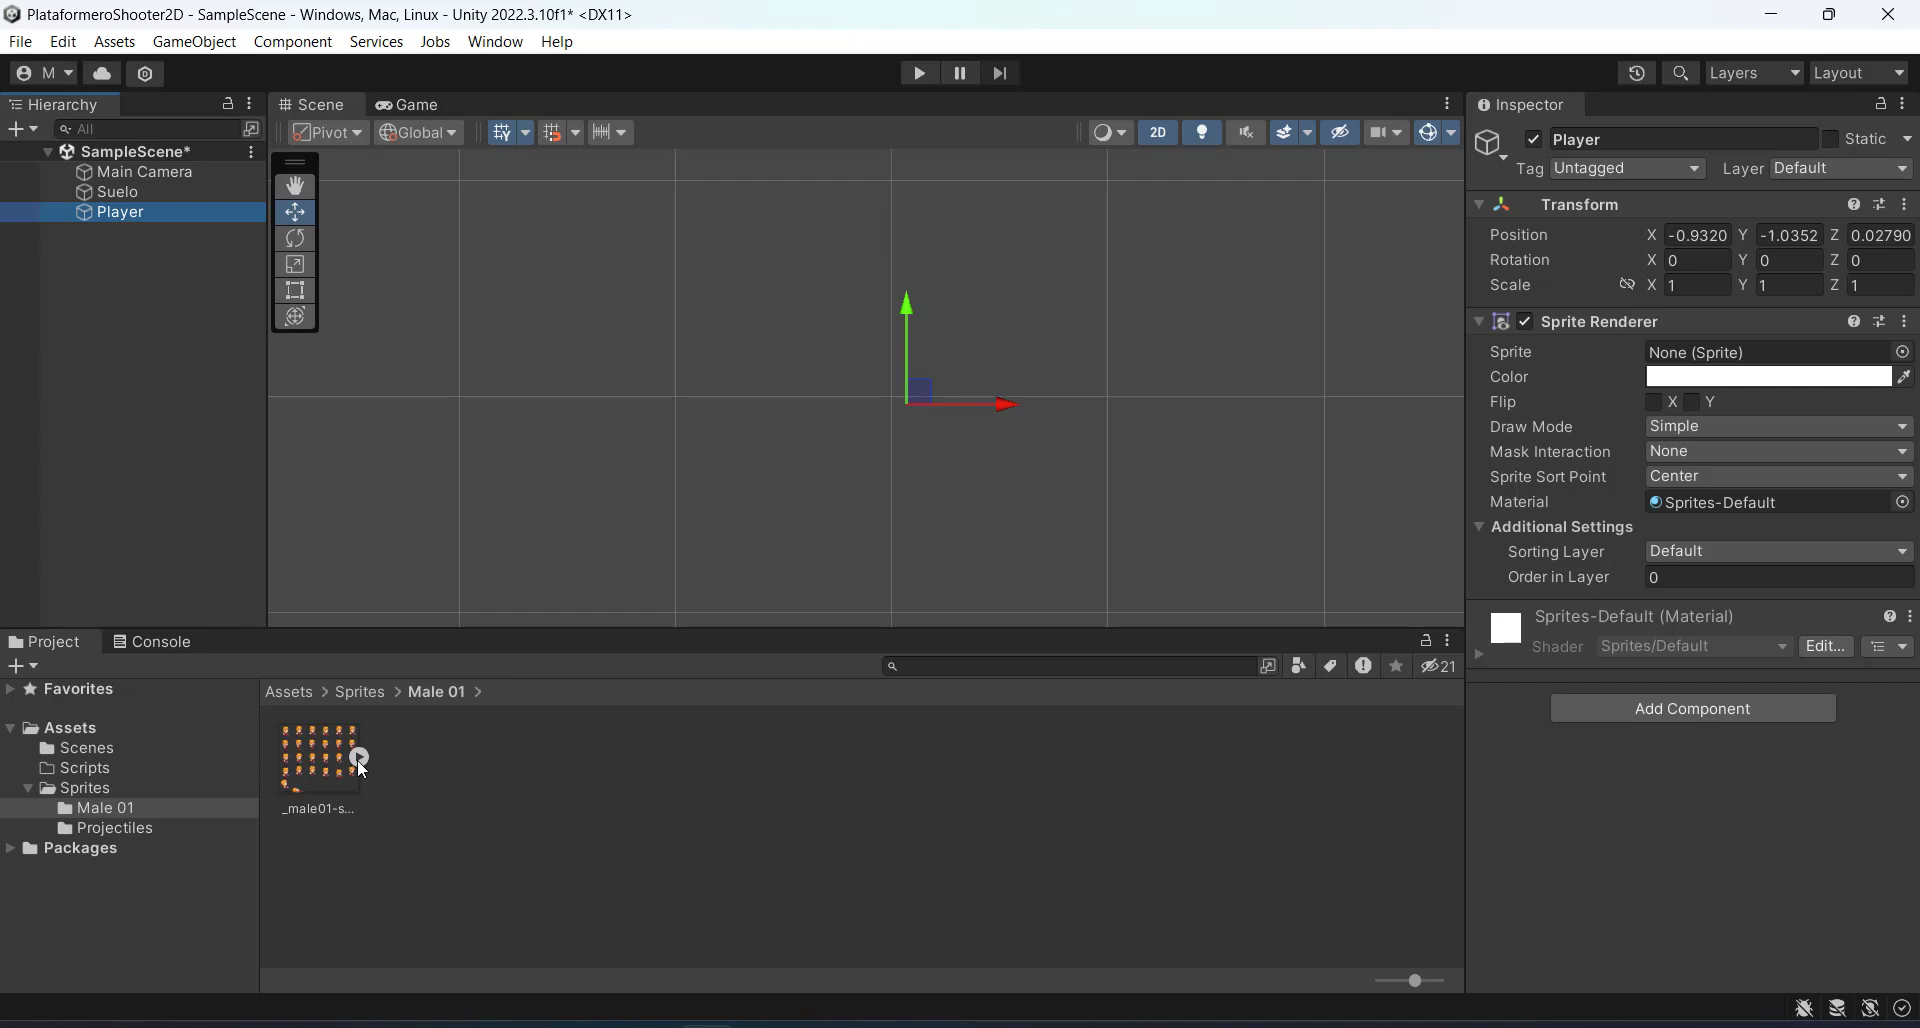 PlataformeroShooter2D - SampleScene - Windows, Mac, Linux - Unity 2022.3.10f1* <DX11>
File Edit Assets GameObject Component Services Jobs Window Help
M Layers Layout
Hierarchy
All
SampleScene*
Main Camera
Suelo
Player
Scene Game
Pivot Global 2D
Inspector
Player Static
Tag Untagged Layer Default
Transform
Position X -0.9320 Y -1.0352 Z 0.02790
Rotation X 0 Y 0 Z 0
Scale X 1 Y 1 Z 1
Sprite Renderer
Sprite None (Sprite)
Color
Flip X Y
Draw Mode Simple
Mask Interaction None
Sprite Sort Point Center
Material Sprites-Default
Additional Settings
Sorting Layer Default
Order in Layer 0
Sprites-Default (Material)
Shader Sprites/Default Edit...
Add Component
Project Console
21
Favorites
Assets
Scenes
Scripts
Sprites
Male 01
Projectiles
Packages
Assets > Sprites > Male 01 >
_male01-s...